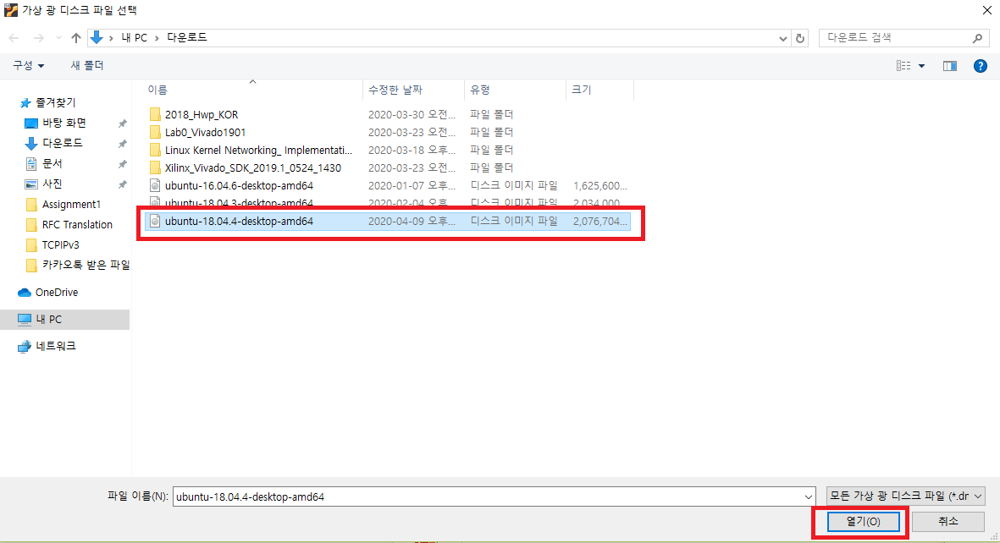 가상 광 디스크 파일 선택
내 PC > 다운로드
다운로드 검색
구성 새 폴더
이름 수정한 날짜 유형 크기
즐겨찾기
바탕 화면
다운로드
문서
사진
Assignment1
RFC Translation
TCPIPv3
카카오톡 받은 파일
OneDrive
내 PC
네트워크
2018_Hwp_KOR 2020-03-30 오전... 파일 폴더
Lab0_Vivado1901 2020-03-23 오전... 파일 폴더
Linux Kernel Networking_ Implementati... 2020-03-18 오후... 파일 폴더
Xilinx_Vivado_SDK_2019.1_0524_1430 2020-03-23 오전... 파일 폴더
ubuntu-16.04.6-desktop-amd64 2020-01-07 오후... 디스크 이미지 파일 1,625,600...
ubuntu-18.04.3-desktop-amd64 2020-02-04 오후... 디스크 이미지 파일 2,034,000...
ubuntu-18.04.4-desktop-amd64 2020-04-09 오후... 디스크 이미지 파일 2,076,704...
파일 이름(N): ubuntu-18.04.4-desktop-amd64 모든 가상 광 디스크 파일 (*.dr
열기(O) 취소